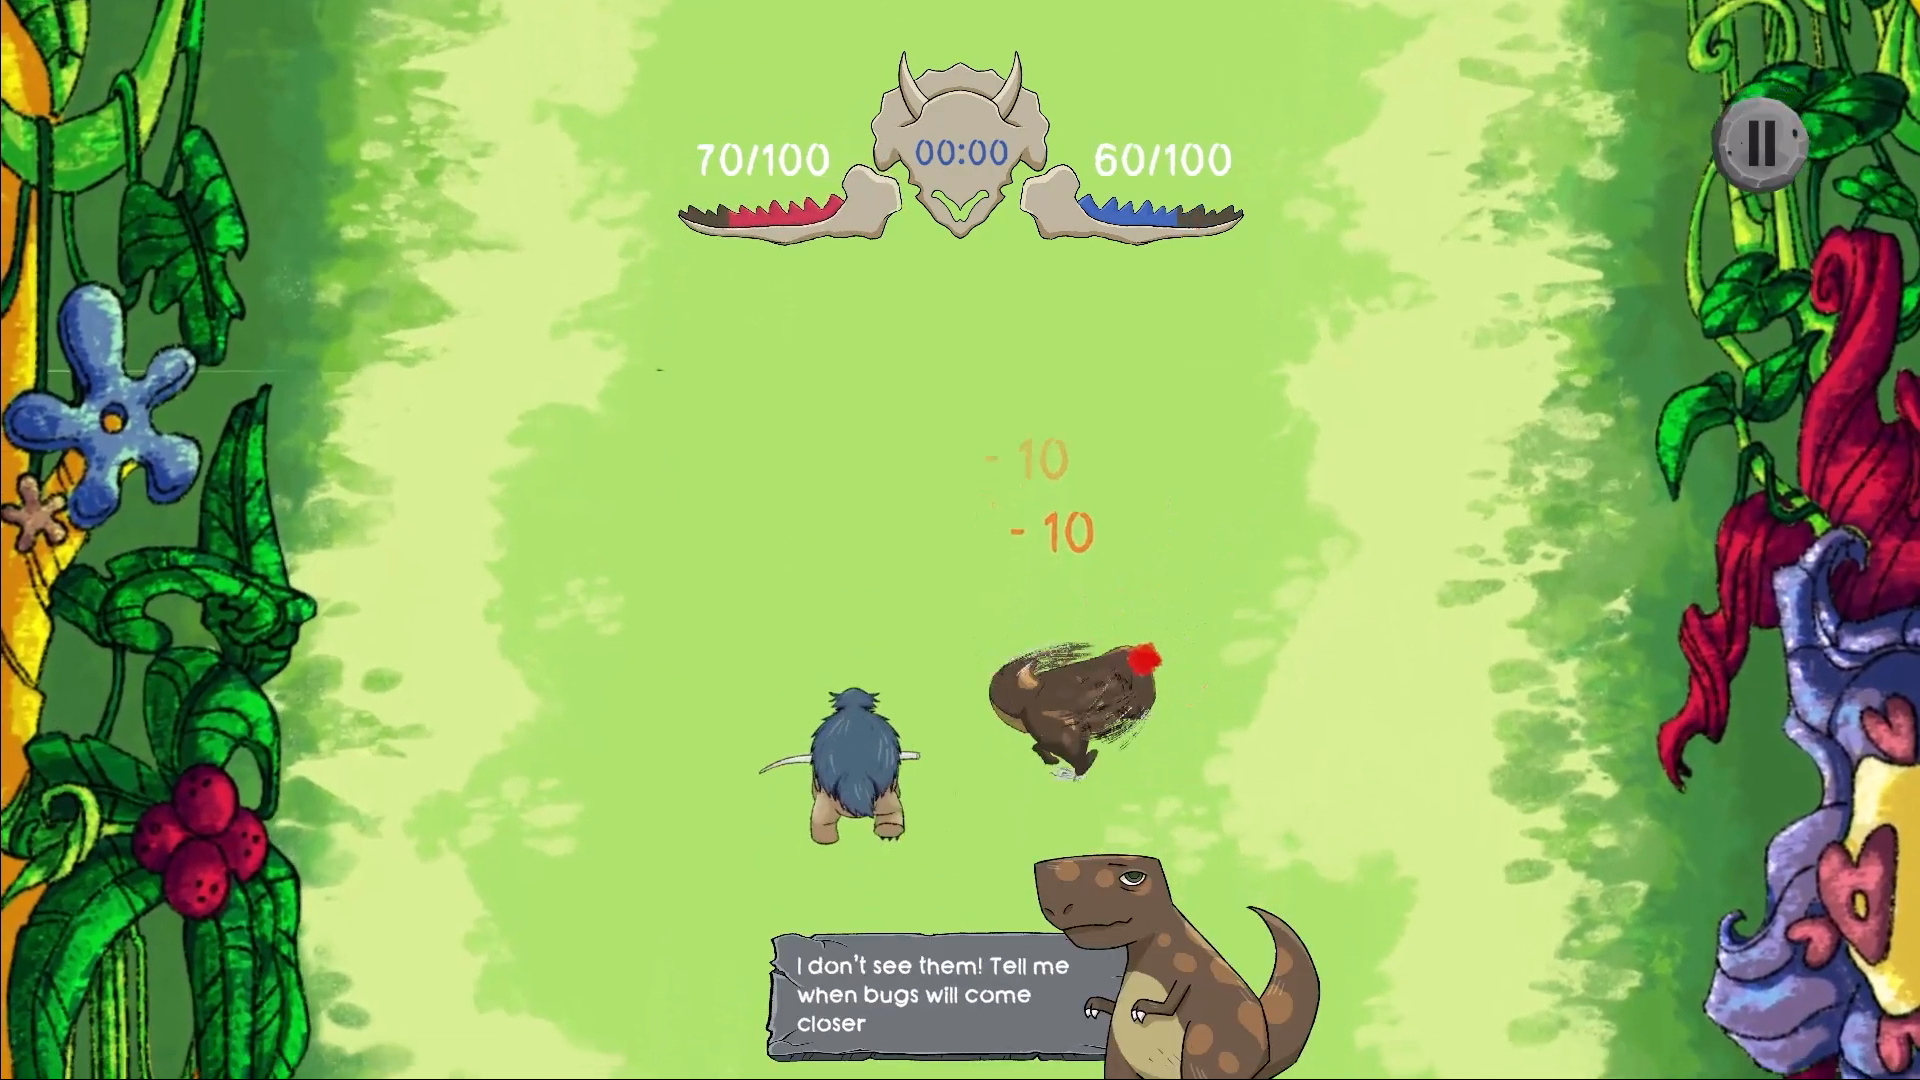 70/100
00:00
60/100
- 10
- 10
I don't see them! Tell me
when bugs will come
closer